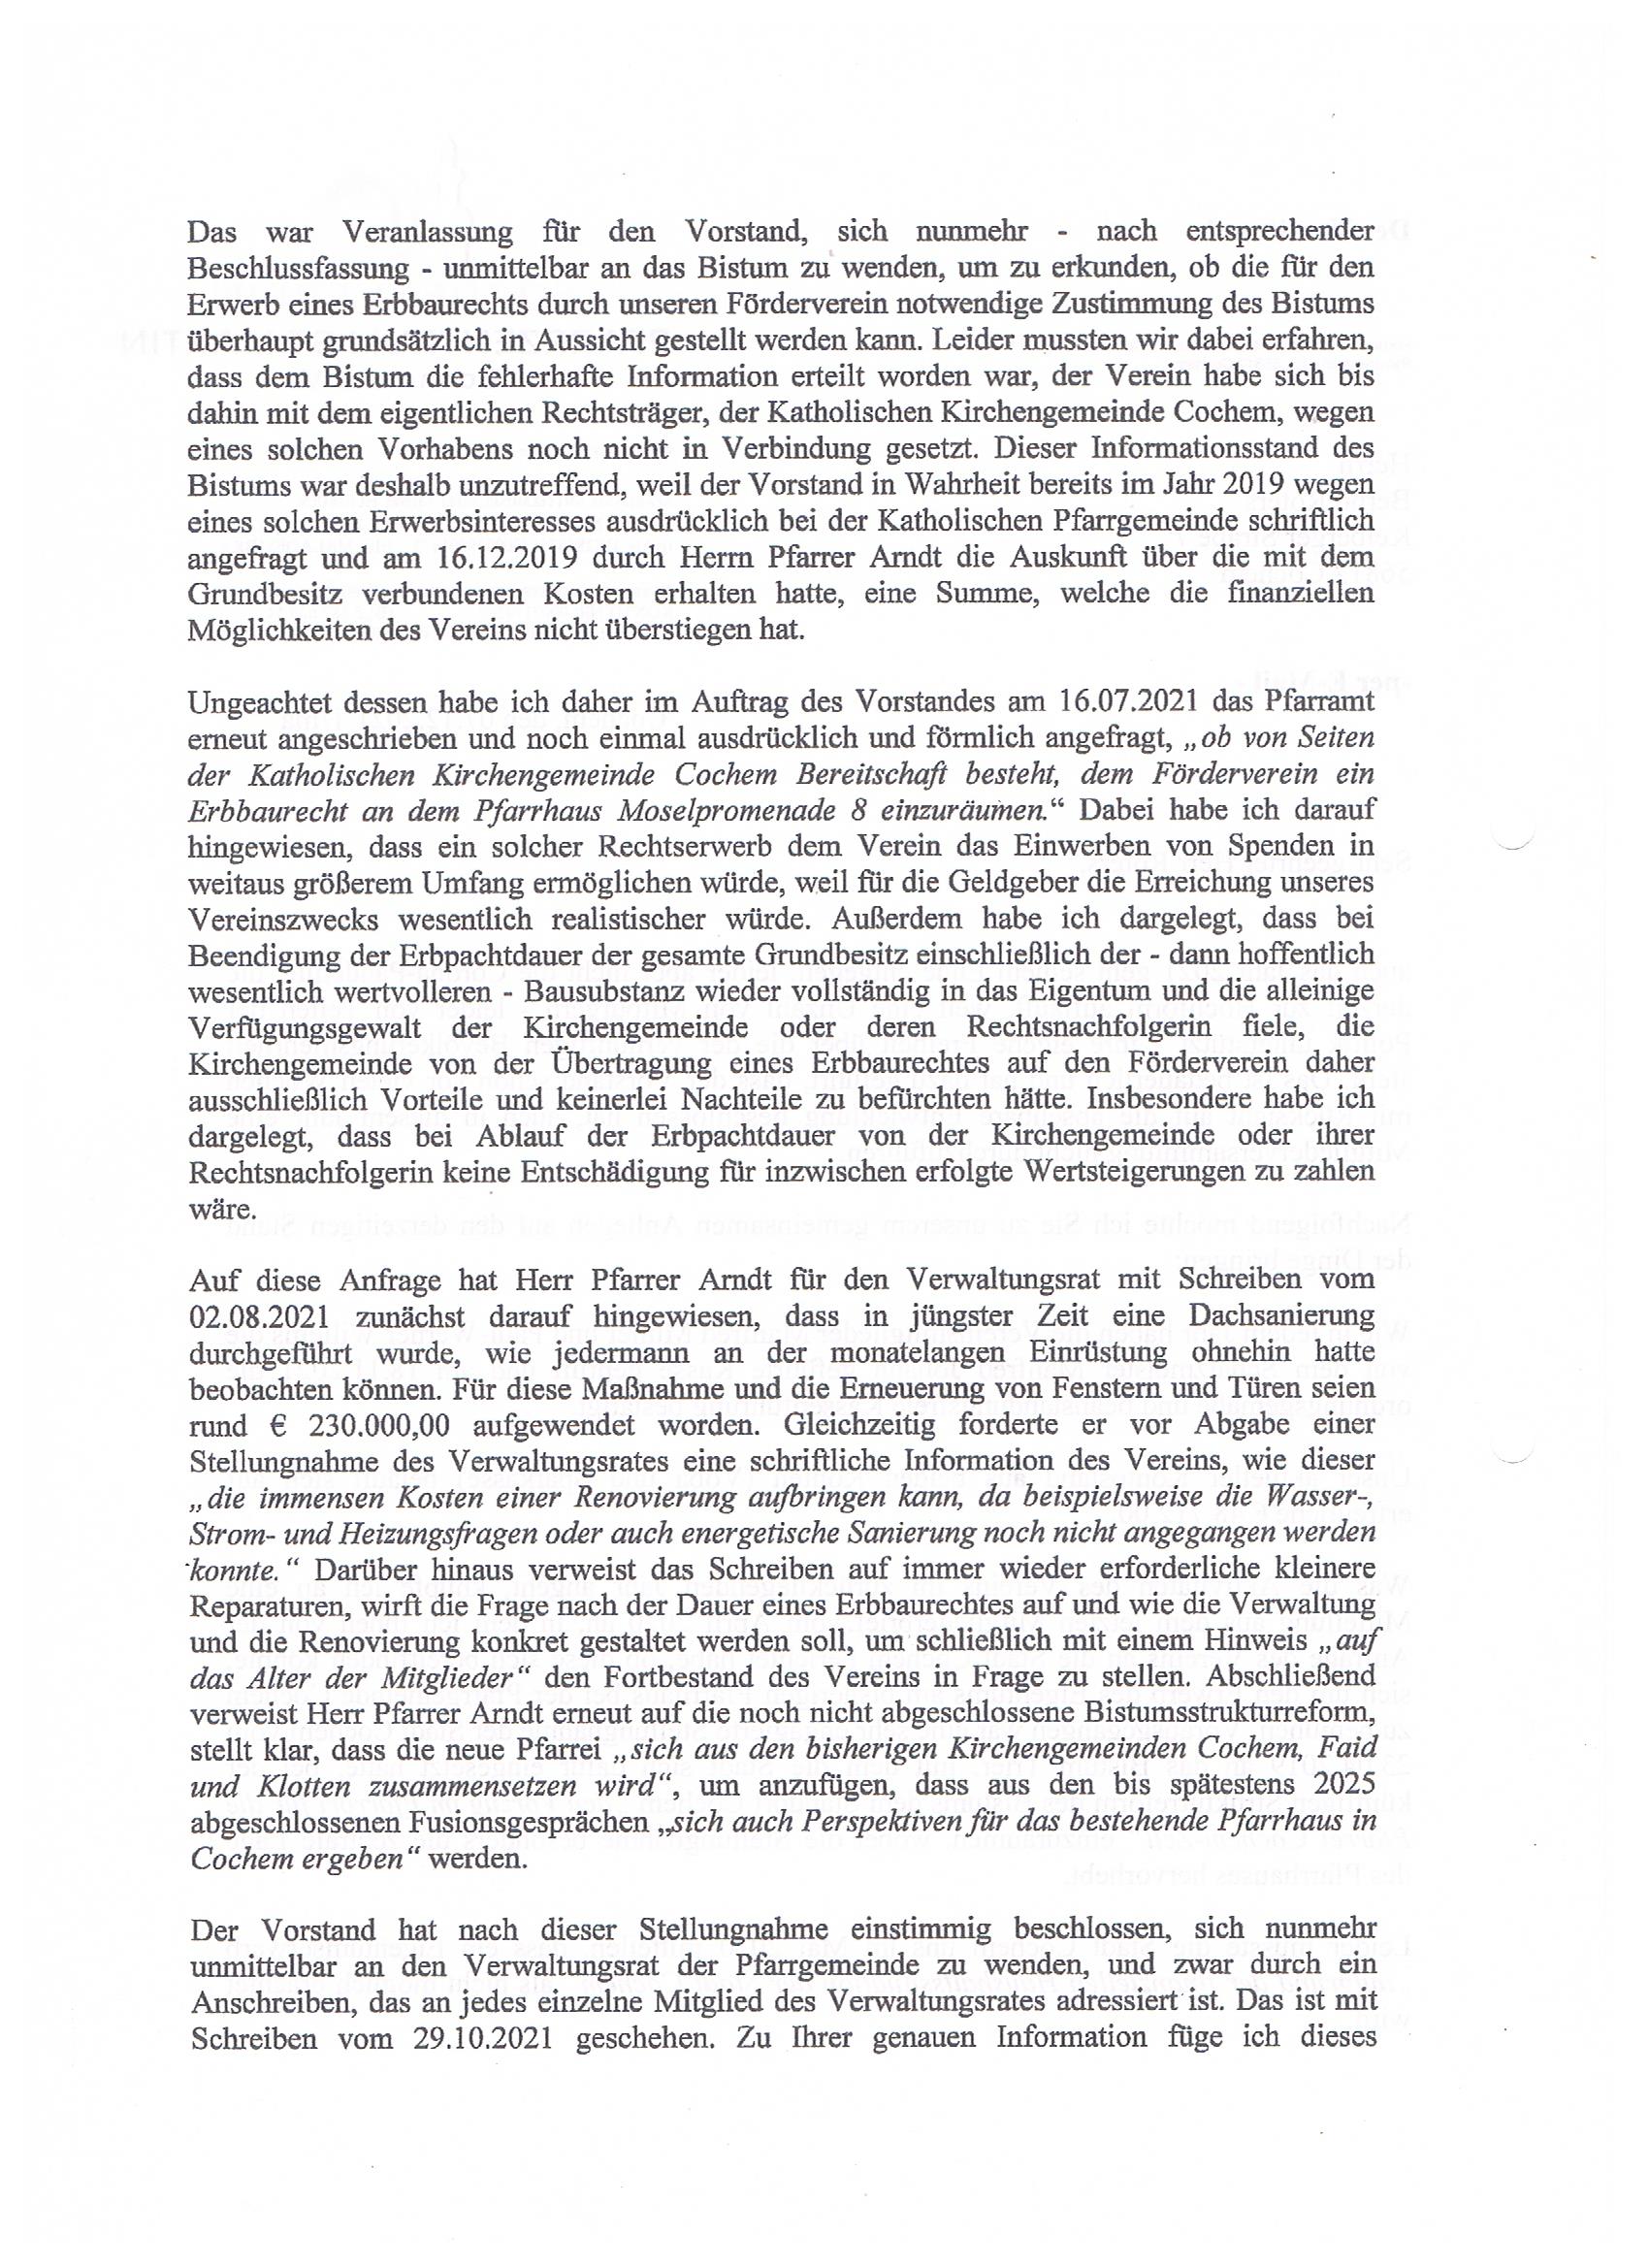 Das war Veranlassung für den Vorstand, sich nunmehr - nach entsprechender
Beschlussfassung - unmittelbar an das Bistum zu wenden, um zu erkunden, ob die für den
Erwerb eines Erbbaurechts durch unseren Förderverein notwendige Zustimmung des Bistums
überhaupt grundsätzlich in Aussicht gestellt werden kann. Leider mussten wir dabei erfahren,
dass dem Bistum die fehlerhafte Information erteilt worden war, der Verein habe sich bis
dahin mit dem eigentlichen Rechtsträger, der Katholischen Kirchengemeinde Cochem, wegen
eines solchen Vorhabens noch nicht in Verbindung gesetzt. Dieser Informationsstand des
Bistums war deshalb unzutreffend, weil der Vorstand in Wahrheit bereits im Jahr 2019 wegen
eines solchen Erwerbsinteresses ausdrücklich bei der Katholischen Pfarrgemeinde schriftlich
angefragt und am 16.12.2019 durch Herrn Pfarrer Arndt die Auskunft über die mit dem
Grundbesitz verbundenen Kosten erhalten hatte, eine Summe, welche die finanziellen
Möglichkeiten des Vereins nicht überstiegen hat.
Ungeachtet dessen habe ich daher im Auftrag des Vorstandes am 16.07.2021 das Pfarramt
erneut angeschrieben und noch einmal ausdrücklich und förmlich angefragt, „ob von Seiten
der Katholischen Kirchengemeinde Cochem Bereitschaft besteht, dem Förderverein ein
Erbbaurecht an dem Pfarrhaus Moselpromenade 8 einzuräumen.“ Dabei habe ich darauf
hingewiesen, dass ein solcher Rechtserwerb dem Verein das Einwerben von Spenden in
weitaus größerem Umfang ermöglichen würde, weil für die Geldgeber die Erreichung unseres
Vereinszwecks wesentlich realistischer würde. Außerdem habe ich dargelegt, dass bei
Beendigung der Erbpachtdauer der gesamte Grundbesitz einschließlich der - dann hoffentlich
wesentlich wertvolleren - Bausubstanz wieder vollständig in das Eigentum und die alleinige
Verfügungsgewalt der Kirchengemeinde oder deren Rechtsnachfolgerin fiele, die
Kirchengemeinde von der Übertragung eines Erbbaurechtes auf den Förderverein daher
ausschließlich Vorteile und keinerlei Nachteile zu befürchten hätte. Insbesondere habe ich
dargelegt, dass bei Ablauf der Erbpachtdauer von der Kirchengemeinde oder ihrer
Rechtsnachfolgerin keine Entschädigung für inzwischen erfolgte Wertsteigerungen zu zahlen
wäre.
Auf diese Anfrage hat Herr Pfarrer Arndt für den Verwaltungsrat mit Schreiben vom
02.08.2021 zunächst darauf hingewiesen, dass in jüngster Zeit eine Dachsanierung
durchgeführt wurde, wie jedermann an der monatelangen Einrüstung ohnehin hatte
beobachten können. Für diese Maßnahme und die Erneuerung von Fenstern und Türen seien
rund € 230.000,00 aufgewendet worden. Gleichzeitig forderte er vor Abgabe einer
Stellungnahme des Verwaltungsrates eine schriftliche Information des Vereins, wie dieser
„die immensen Kosten einer Renovierung aufbringen kann, da beispielsweise die Wasser-,
Strom- und Heizungsfragen oder auch energetische Sanierung noch nicht angegangen werden
konnte.“ Darüber hinaus verweist das Schreiben auf immer wieder erforderliche kleinere
Reparaturen, wirft die Frage nach der Dauer eines Erbbaurechtes auf und wie die Verwaltung
und die Renovierung konkret gestaltet werden soll, um schließlich mit einem Hinweis „auf
das Alter der Mitglieder“ den Fortbestand des Vereins in Frage zu stellen. Abschließend
verweist Herr Pfarrer Arndt erneut auf die noch nicht abgeschlossene Bistumsstrukturreform,
stellt klar, dass die neue Pfarrei „sich aus den bisherigen Kirchengemeinden Cochem, Faid
und Klotten zusammensetzen wird“, um anzufügen, dass aus den bis spätestens 2025
abgeschlossenen Fusionsgesprächen „sich auch Perspektiven für das bestehende Pfarrhaus in
Cochem ergeben“ werden.
Der Vorstand hat nach dieser Stellungnahme einstimmig beschlossen, sich nunmehr
unmittelbar an den Verwaltungsrat der Pfarrgemeinde zu wenden, und zwar durch ein
Anschreiben, das an jedes einzelne Mitglied des Verwaltungsrates adressiert ist. Das ist mit
Schreiben vom 29.10.2021 geschehen. Zu Ihrer genauen Information füge ich dieses